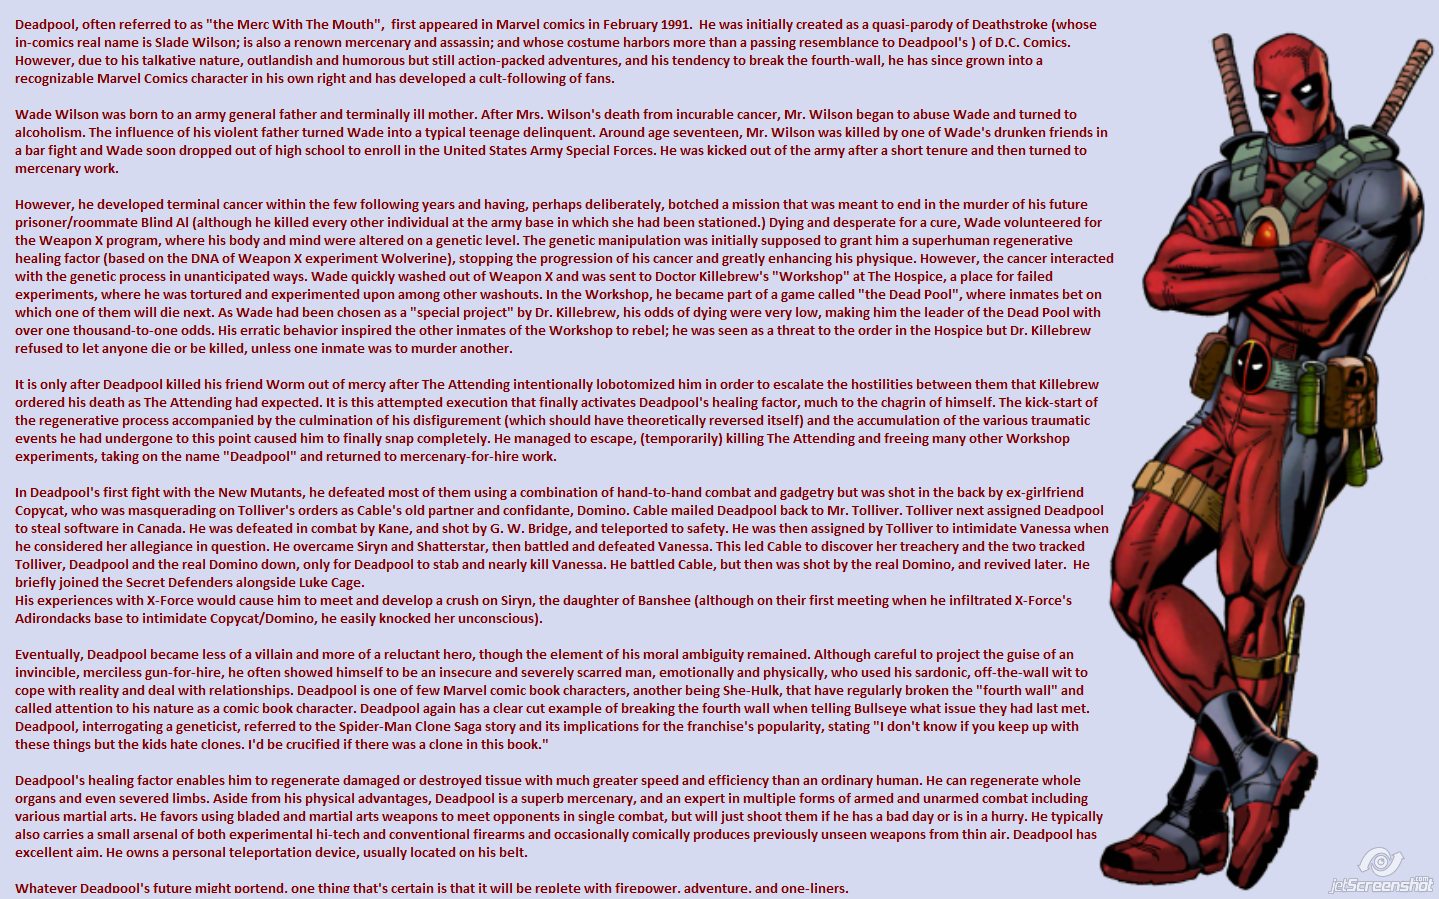 Deadpool, often referred to as "the Merc With The Mouth",  first appeared in Marvel comics in February 1991.  He was initially created as a quasi-parody of Deathstroke (whose
in-comics real name is Slade Wilson; is also a renown mercenary and assassin; and whose costume harbors more than a passing resemblance to Deadpool's ) of D.C. Comics.
However, due to his talkative nature, outlandish and humorous but still action-packed adventures, and his tendency to break the fourth-wall, he has since grown into a
recognizable Marvel Comics character in his own right and has developed a cult-following of fans.

Wade Wilson was born to an army general father and terminally ill mother. After Mrs. Wilson's death from incurable cancer, Mr. Wilson began to abuse Wade and turned to
alcoholism. The influence of his violent father turned Wade into a typical teenage delinquent. Around age seventeen, Mr. Wilson was killed by one of Wade's drunken friends in
a bar fight and Wade soon dropped out of high school to enroll in the United States Army Special Forces. He was kicked out of the army after a short tenure and then turned to
mercenary work.

However, he developed terminal cancer within the few following years and having, perhaps deliberately, botched a mission that was meant to end in the murder of his future
prisoner/roommate Blind Al (although he killed every other individual at the army base in which she had been stationed.) Dying and desperate for a cure, Wade volunteered for
the Weapon X program, where his body and mind were altered on a genetic level. The genetic manipulation was initially supposed to grant him a superhuman regenerative
healing factor (based on the DNA of Weapon X experiment Wolverine), stopping the progression of his cancer and greatly enhancing his physique. However, the cancer interacted
with the genetic process in unanticipated ways. Wade quickly washed out of Weapon X and was sent to Doctor Killebrew's "Workshop" at The Hospice, a place for failed
experiments, where he was tortured and experimented upon among other washouts. In the Workshop, he became part of a game called "the Dead Pool", where inmates bet on
which one of them will die next. As Wade had been chosen as a "special project" by Dr. Killebrew, his odds of dying were very low, making him the leader of the Dead Pool with
over one thousand-to-one odds. His erratic behavior inspired the other inmates of the Workshop to rebel; he was seen as a threat to the order in the Hospice but Dr. Killebrew
refused to let anyone die or be killed, unless one inmate was to murder another.

It is only after Deadpool killed his friend Worm out of mercy after The Attending intentionally lobotomized him in order to escalate the hostilities between them that Killebrew
ordered his death as The Attending had expected. It is this attempted execution that finally activates Deadpool's healing factor, much to the chagrin of himself. The kick-start of
the regenerative process accompanied by the culmination of his disfigurement (which should have theoretically reversed itself) and the accumulation of the various traumatic
events he had undergone to this point caused him to finally snap completely. He managed to escape, (temporarily) killing The Attending and freeing many other Workshop
experiments, taking on the name "Deadpool" and returned to mercenary-for-hire work.

In Deadpool's first fight with the New Mutants, he defeated most of them using a combination of hand-to-hand combat and gadgetry but was shot in the back by ex-girlfriend
Copycat, who was masquerading on Tolliver's orders as Cable's old partner and confidante, Domino. Cable mailed Deadpool back to Mr. Tolliver. Tolliver next assigned Deadpool
to steal software in Canada. He was defeated in combat by Kane, and shot by G. W. Bridge, and teleported to safety. He was then assigned by Tolliver to intimidate Vanessa when
he considered her allegiance in question. He overcame Siryn and Shatterstar, then battled and defeated Vanessa. This led Cable to discover her treachery and the two tracked
Tolliver, Deadpool and the real Domino down, only for Deadpool to stab and nearly kill Vanessa. He battled Cable, but then was shot by the real Domino, and revived later.  He
briefly joined the Secret Defenders alongside Luke Cage.
His experiences with X-Force would cause him to meet and develop a crush on Siryn, the daughter of Banshee (although on their first meeting when he infiltrated X-Force's
Adirondacks base to intimidate Copycat/Domino, he easily knocked her unconscious).

Eventually, Deadpool became less of a villain and more of a reluctant hero, though the element of his moral ambiguity remained. Although careful to project the guise of an
invincible, merciless gun-for-hire, he often showed himself to be an insecure and severely scarred man, emotionally and physically, who used his sardonic, off-the-wall wit to
cope with reality and deal with relationships. Deadpool is one of few Marvel comic book characters, another being She-Hulk, that have regularly broken the "fourth wall" and
called attention to his nature as a comic book character. Deadpool again has a clear cut example of breaking the fourth wall when telling Bullseye what issue they had last met.
Deadpool, interrogating a geneticist, referred to the Spider-Man Clone Saga story and its implications for the franchise's popularity, stating "I don't know if you keep up with
these things but the kids hate clones. I'd be crucified if there was a clone in this book."

Deadpool's healing factor enables him to regenerate damaged or destroyed tissue with much greater speed and efficiency than an ordinary human. He can regenerate whole
organs and even severed limbs. Aside from his physical advantages, Deadpool is a superb mercenary, and an expert in multiple forms of armed and unarmed combat including
various martial arts. He favors using bladed and martial arts weapons to meet opponents in single combat, but will just shoot them if he has a bad day or is in a hurry. He typically
also carries a small arsenal of both experimental hi-tech and conventional firearms and occasionally comically produces previously unseen weapons from thin air. Deadpool has
excellent aim. He owns a personal teleportation device, usually located on his belt.

Whatever Deadpool's future might portend, one thing that's certain is that it will be replete with firepower, adventure, and one-liners.
jetScreenshot.com